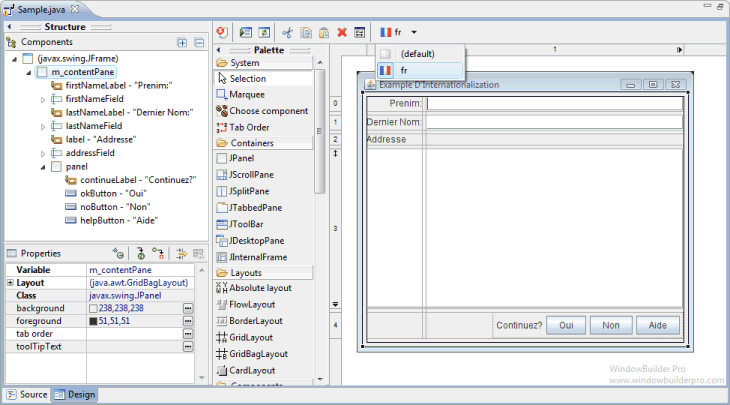 Sample.java
Structure
Components
(javax.swing.JFrame)
m_contentPane
firstNameLabel - "Prenim:"
firstNameField
lastNameLabel - "Dernier Nom:"
lastNameField
label - "Addresse"
addressField
panel
continueLabel - "Continuez?"
okButton - "Oui"
noButton - "Non"
helpButton - "Aide"
Properties
Variable m_contentPane
Layout (java.awt.GridBagLayout)
Class javax.swing.JPanel
background 238,238,238
foreground 51,51,51
tab order
toolTipText
Source
Design
Palette
System
Selection
Marquee
Choose component
Tab Order
Containers
JPanel
JScrollPane
JSplitPane
JTabbedPane
JToolBar
JDesktopPane
JInternalFrame
Layouts
Absolute layout
FlowLayout
BorderLayout
GridLayout
GridBagLayout
CardLayout
Components
fr
(default)
fr
1
0
1
2
3
4
Example D'Internationalization
Prenim:
Dernier Nom:
Addresse
Continuez? Oui Non Aide
WindowBuilder Pro
www.windowbuilderpro.com